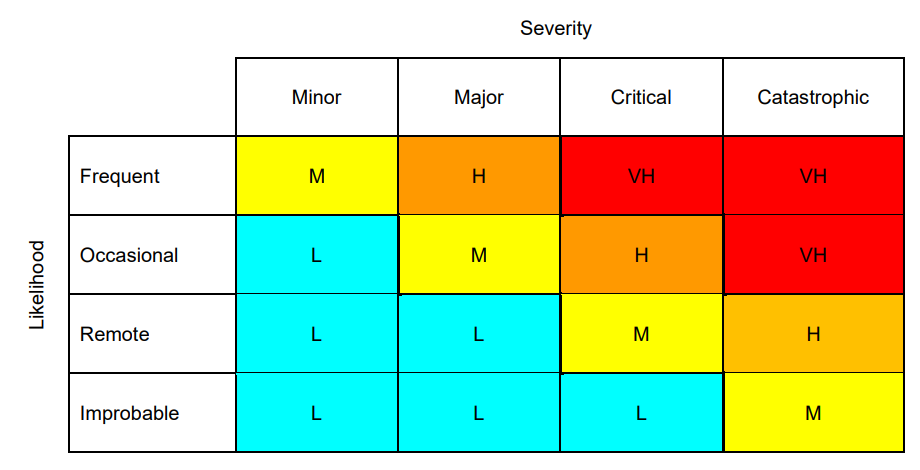 Severity
Minor Major Critical Catastrophic
Likelihood
Frequent M H VH VH
Occasional L M H VH
Remote L L M H
Improbable L L L M